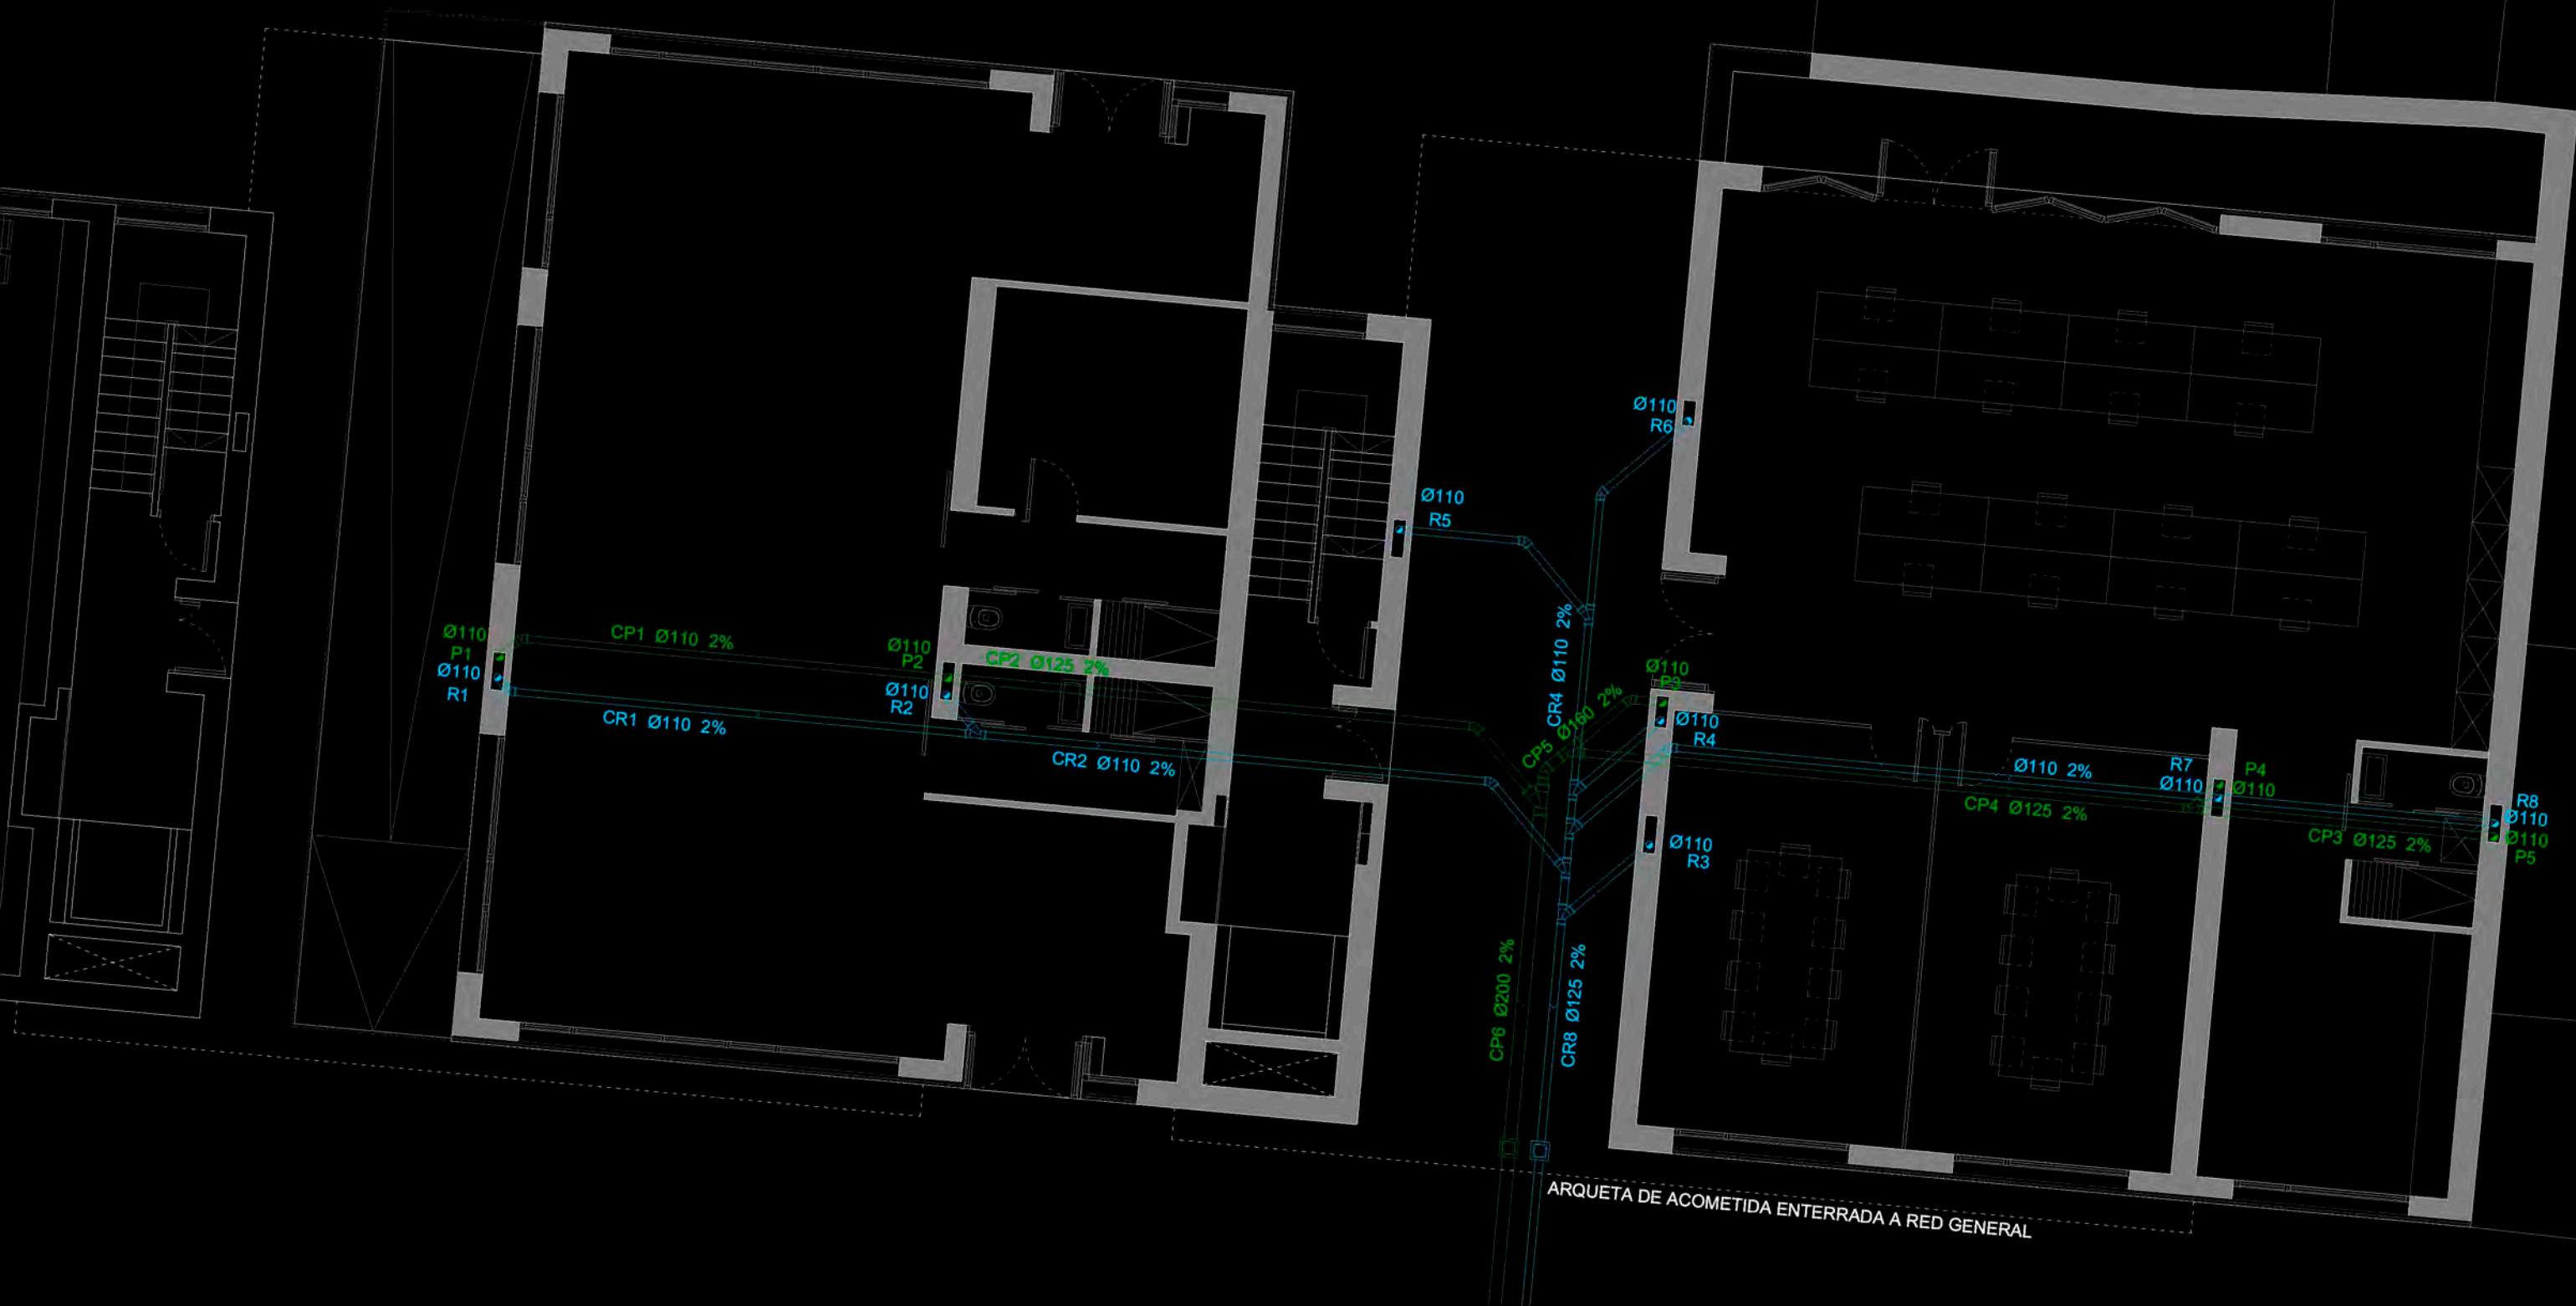 Ø110
R6
Ø110
R5
CR4 Ø110 2%
Ø110
P1
Ø110
R1
CP1 Ø110 2%
CR1 Ø110 2%
Ø110
P2
Ø110
R2
CP2 Ø125 2%
CR2 Ø110 2%
CP5 Ø160 2%
Ø110
P3
Ø110
R4
Ø110
R3
Ø110 2%
CP4 Ø125 2%
R7
Ø110
P4
Ø110
CP3 Ø125 2%
R8
Ø110
Ø110
P5
CP6 Ø200 2%
CR8 Ø125 2%
ARQUETA DE ACOMETIDA ENTERRADA A RED GENERAL